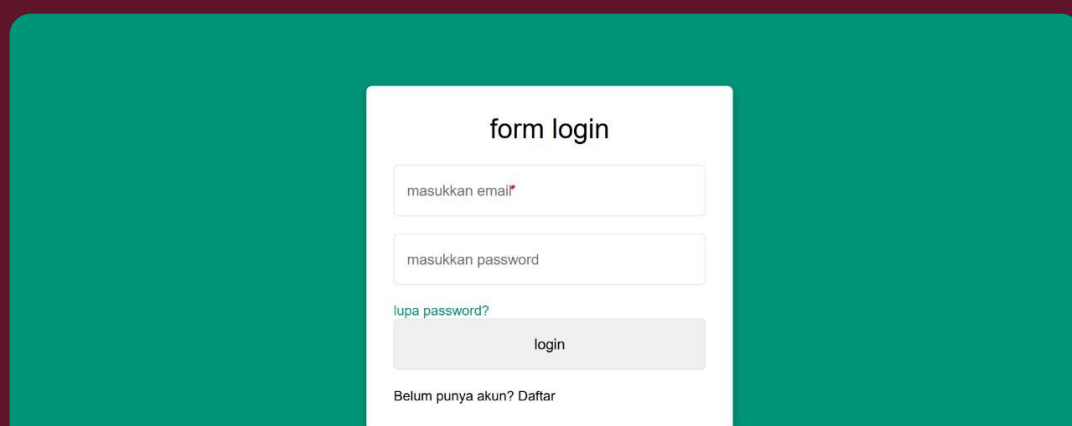 form login
masukkan email*
masukkan password
lupa password?
login
Belum punya akun? Daftar